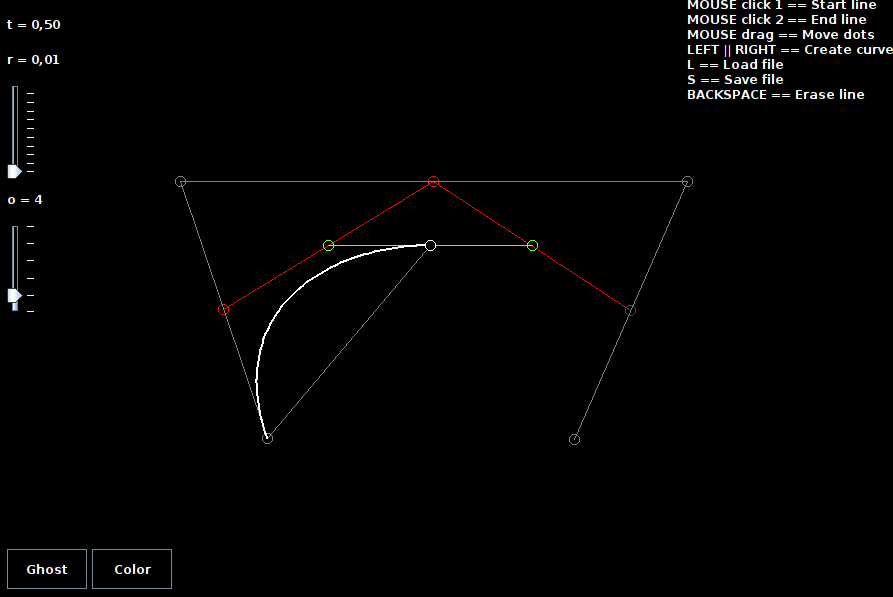 t = 0,50
r = 0,01
o = 4
MOUSE click 1 == Start line
MOUSE click 2 == End line
MOUSE drag == Move dots
LEFT || RIGHT == Create curve
L == Load file
S == Save file
BACKSPACE == Erase line
Ghost
Color